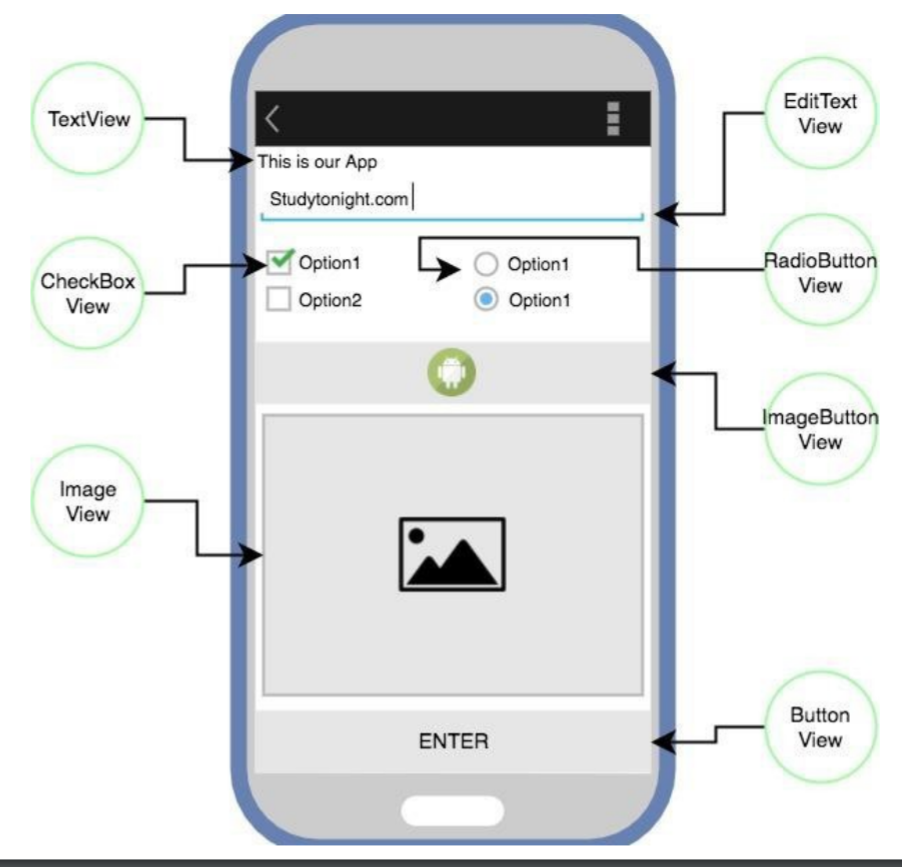 TextView
EditText
View
This is our App
Studytonight.com
CheckBox
View
Option1
Option2
Option1
Option1
RadioButton
View
ImageButton
View
Image
View
ENTER
Button
View